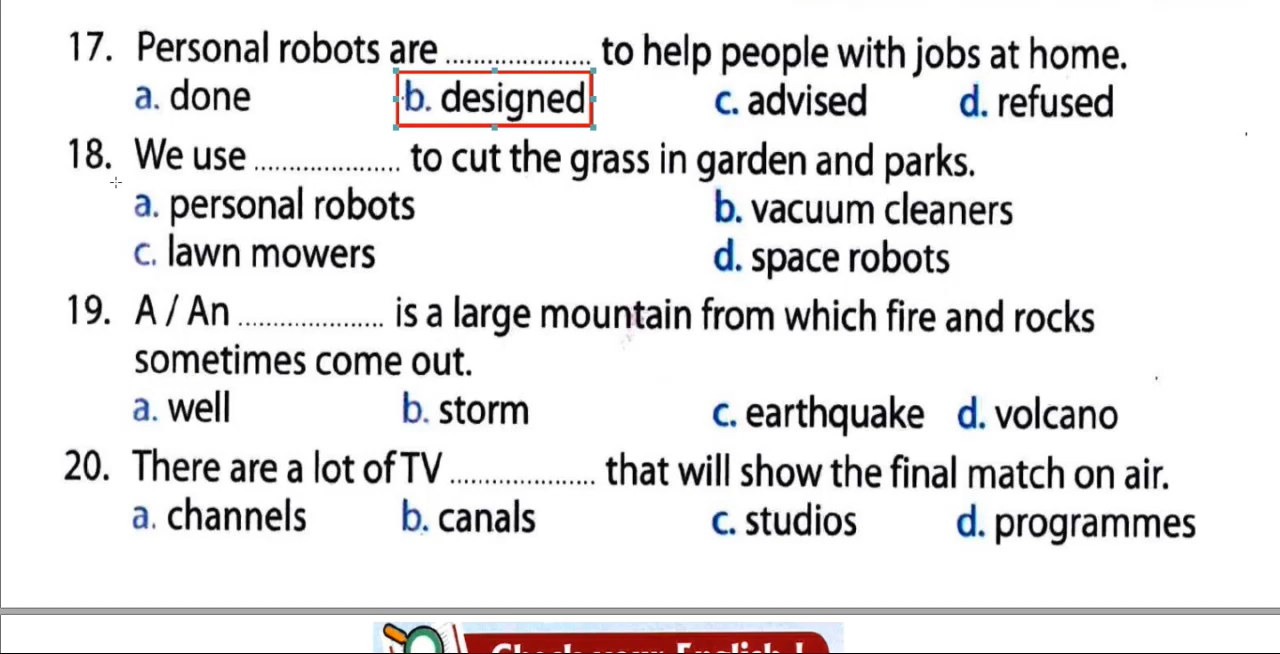 17. Personal robots are ..................... to help people with jobs at home.
a. done b. designed c. advised d. refused
18. We use ..................... to cut the grass in garden and parks.
a. personal robots b. vacuum cleaners
c. lawn mowers d. space robots
19. A / An ..................... is a large mountain from which fire and rocks
sometimes come out.
a. well b. storm c. earthquake d. volcano
20. There are a lot of TV ..................... that will show the final match on air.
a. channels b. canals c. studios d. programmes
Check your English !